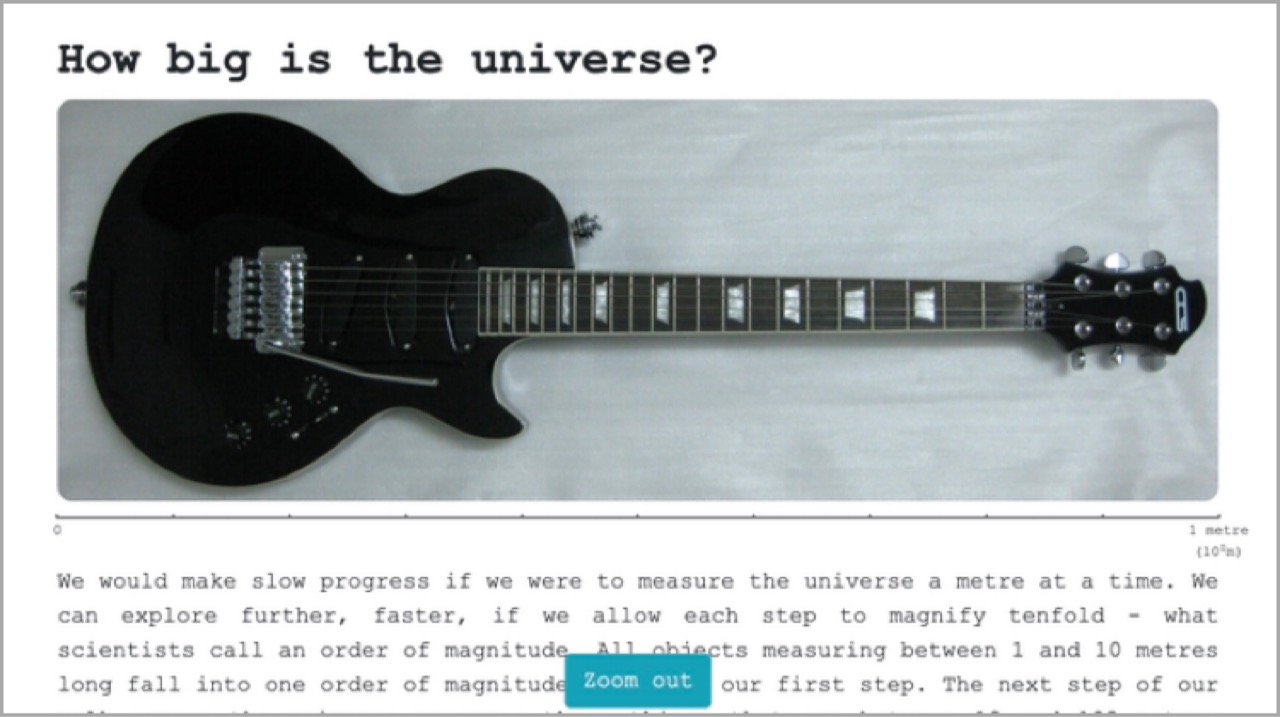 How big is the universe?
GCS
0
1 metre
(10⁰m)
We would make slow progress if we were to measure the universe a metre at a time. We
can explore further, faster, if we allow each step to magnify tenfold - what
scientists call an order of magnitude. All objects measuring between 1 and 10 metres
long fall into one order of magnitude our first step. The next step of our
Zoom out